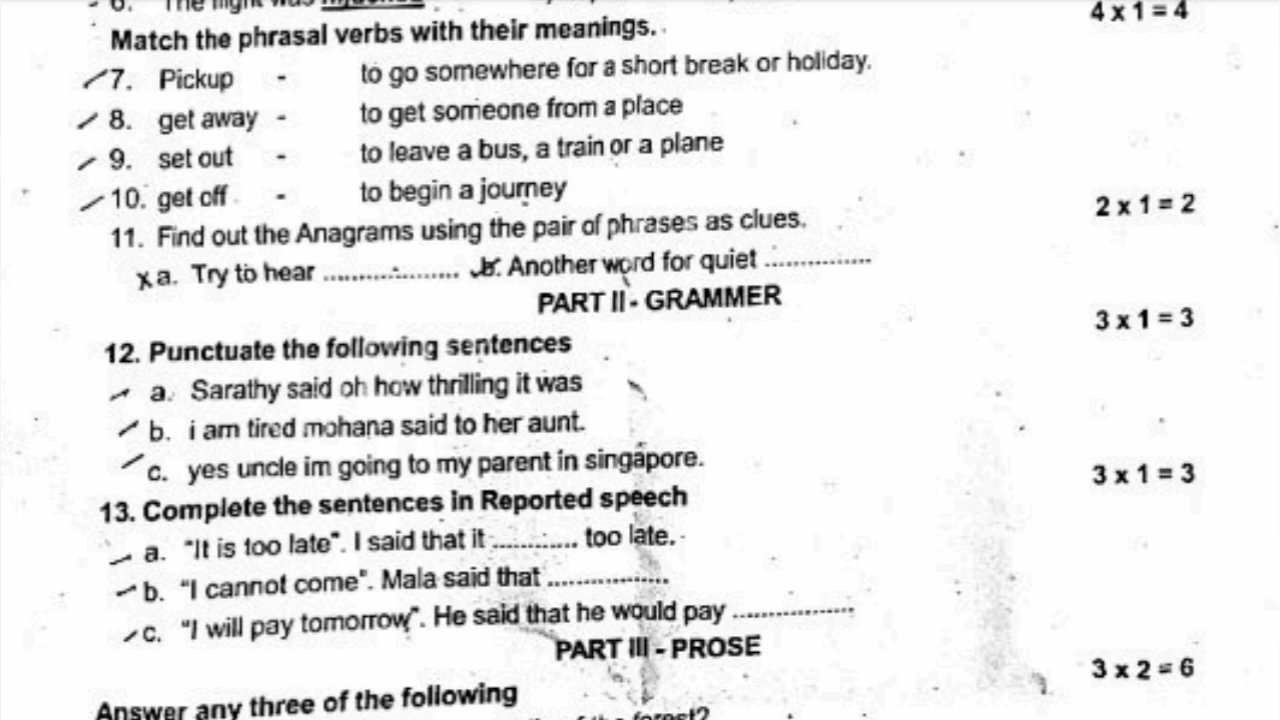 6. The flight was
4 x 1 = 4
Match the phrasal verbs with their meanings.
7. Pickup - to go somewhere for a short break or holiday.
8. get away - to get someone from a place
9. set out - to leave a bus, a train or a plane
10. get off - to begin a journey
2 x 1 = 2
11. Find out the Anagrams using the pair of phrases as clues.
x a. Try to hear .................... b. Another word for quiet ................
PART II - GRAMMER
3 x 1 = 3
12. Punctuate the following sentences
a. Sarathy said oh how thrilling it was
b. i am tired mohana said to her aunt.
c. yes uncle im going to my parent in singapore.
3 x 1 = 3
13. Complete the sentences in Reported speech
a. "It is too late". I said that it ............ too late.
b. "I cannot come". Mala said that .................
c. "I will pay tomorrow". He said that he would pay .................
PART III - PROSE
3 x 2 = 6
Answer any three of the following
of the forest?